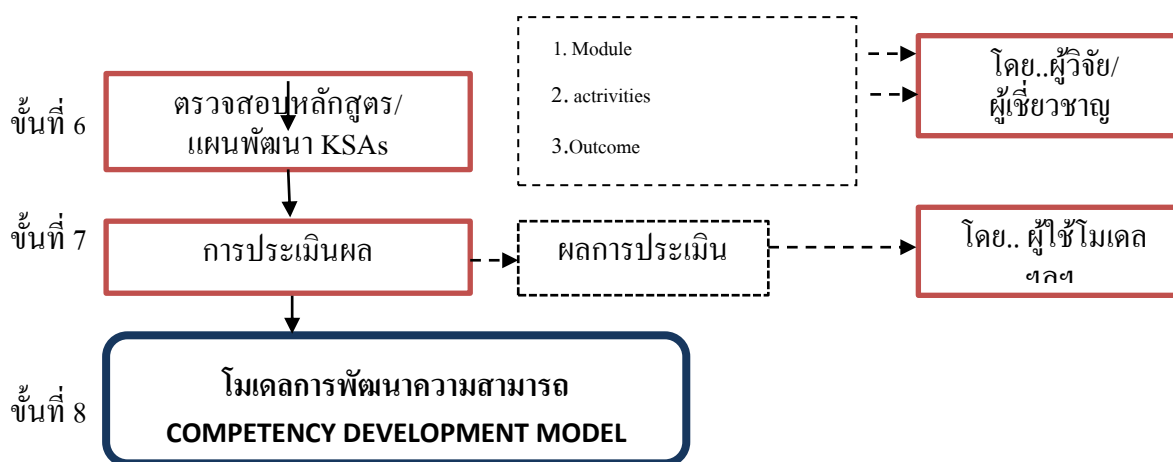 1. Module
2. actrivities
3.Outcome
โดย..ผู้วิจัย/
ผู้เชี่ยวชาญ
ขั้นที่ 6
ตรวจสอบหลักสูตร/
แผนพัฒนา KSAs
ขั้นที่ 7
การประเมินผล
ผลการประเมิน
โดย.. ผู้ใช้โมเดล
ฯลฯ
ขั้นที่ 8
โมเดลการพัฒนาความสามารถ
COMPETENCY DEVELOPMENT MODEL